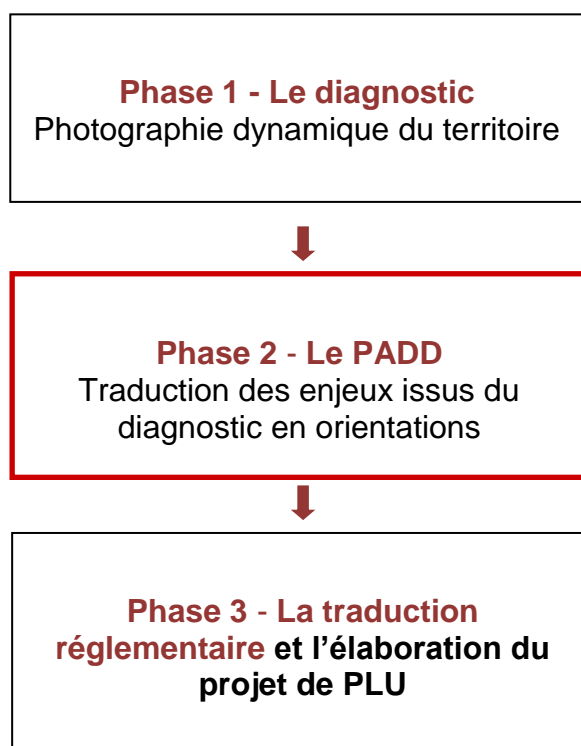 Phase 1 - Le diagnostic
Photographie dynamique du territoire
Phase 2 - Le PADD
Traduction des enjeux issus du
diagnostic en orientations
Phase 3 - La traduction
réglementaire et l’élaboration du
projet de PLU